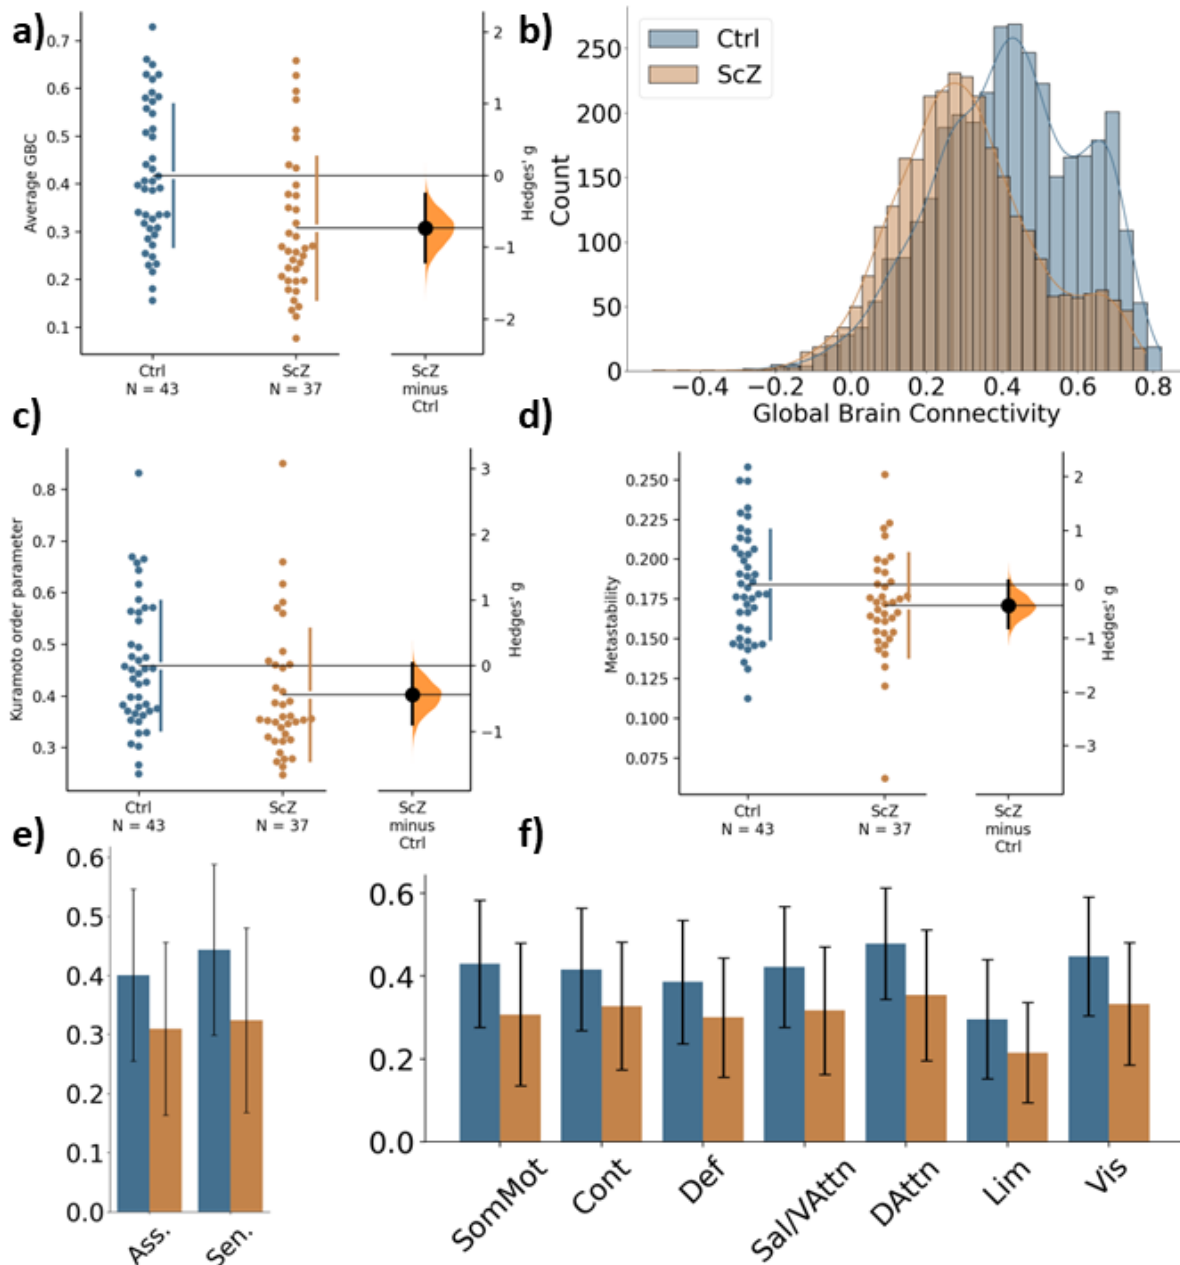 a)
0.7
0.6
0.5
0.4
0.3
0.2
0.1
Average GBC
2
1
0
−1
−2
Hedges' g
Ctrl
N = 43
ScZ
N = 37
ScZ
minus
Ctrl
b)
Ctrl
ScZ
250
200
150
100
50
0
Count
−0.4
−0.2
0.0
0.2
0.4
0.6
0.8
Global Brain Connectivity
c)
0.8
0.7
0.6
0.5
0.4
0.3
Kuramoto order parameter
3
2
1
0
−1
Hedges' g
Ctrl
N = 43
ScZ
N = 37
ScZ
minus
Ctrl
d)
0.250
0.225
0.200
0.175
0.150
0.125
0.100
0.075
Metastability
2
1
0
−1
−2
−3
Hedges' g
Ctrl
N = 43
ScZ
N = 37
ScZ
minus
Ctrl
e)
0.6
0.5
0.4
0.3
0.2
0.1
0.0
Ass.
Sen.
f)
0.6
0.4
0.2
0.0
SomMot
Cont
Def
Sal/VAttn
DAttn
Lim
Vis